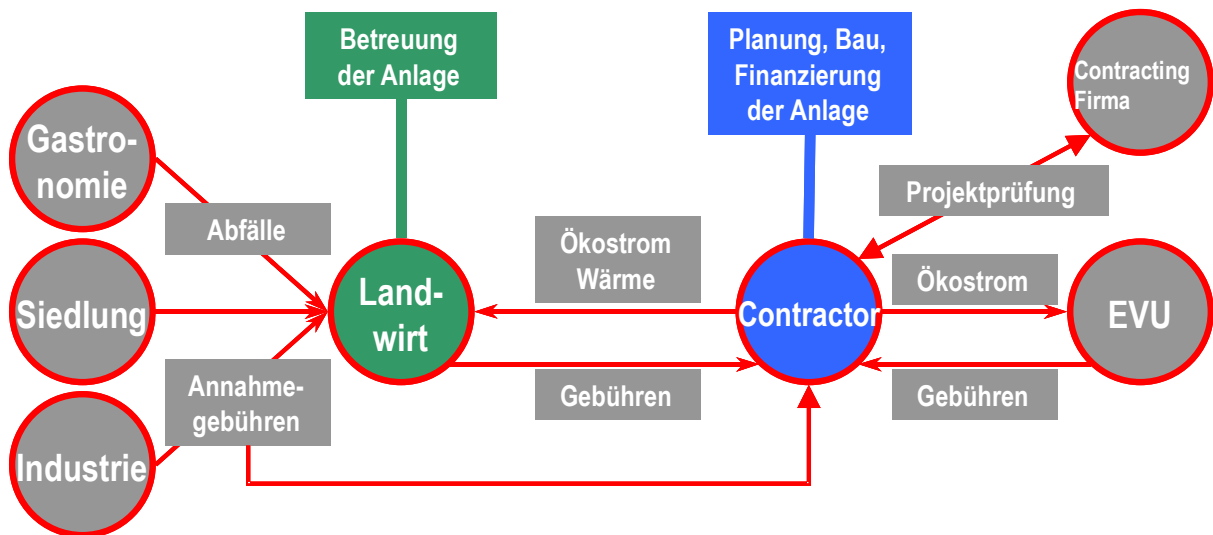 Betreuung
der Anlage
Planung, Bau,
Finanzierung
der Anlage
Contracting
Firma
Gastro-
nomie
Projektprüfung
Abfälle
Ökostrom
Wärme
Ökostrom
Siedlung
Land-
wirt
Contractor
EVU
Annahme-
gebühren
Gebühren
Gebühren
Industrie